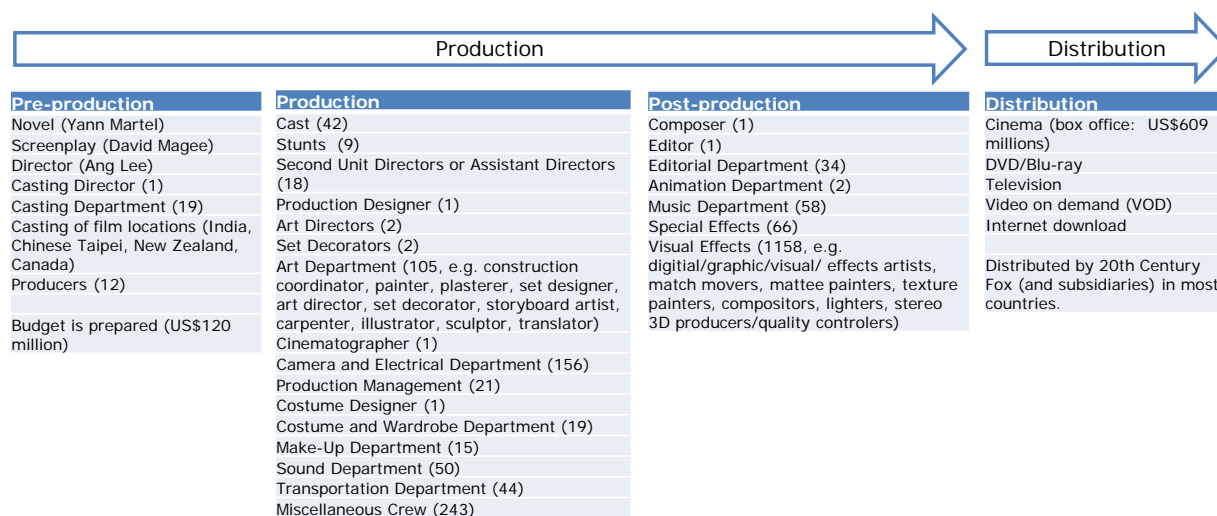 Production
Distribution
Pre-production
Novel (Yann Martel)
Screenplay (David Magee)
Director (Ang Lee)
Casting Director (1)
Casting Department (19)
Casting of film locations (India,
Chinese Taipei, New Zealand,
Canada)
Producers (12)
Budget is prepared (US$120
million)
Production
Cast (42)
Stunts (9)
Second Unit Directors or Assistant Directors
(18)
Production Designer (1)
Art Directors (2)
Set Decorators (2)
Art Department (105, e.g. construction
coordinator, painter, plasterer, set designer,
art director, set decorator, storyboard artist,
carpenter, illustrator, sculptor, translator)
Cinematographer (1)
Camera and Electrical Department (156)
Production Management (21)
Costume Designer (1)
Costume and Wardrobe Department (19)
Make-Up Department (15)
Sound Department (50)
Transportation Department (44)
Miscellaneous Crew (243)
Post-production
Composer (1)
Editor (1)
Editorial Department (34)
Animation Department (2)
Music Department (58)
Special Effects (66)
Visual Effects (1158, e.g.
digitial/graphic/visual/ effects artists,
match movers, mattee painters, texture
painters, compositors, lighters, stereo
3D producers/quality controlers)
Distribution
Cinema (box office: US$609
millions)
DVD/Blu-ray
Television
Video on demand (VOD)
Internet download
Distributed by 20th Century
Fox (and subsidiaries) in most
countries.